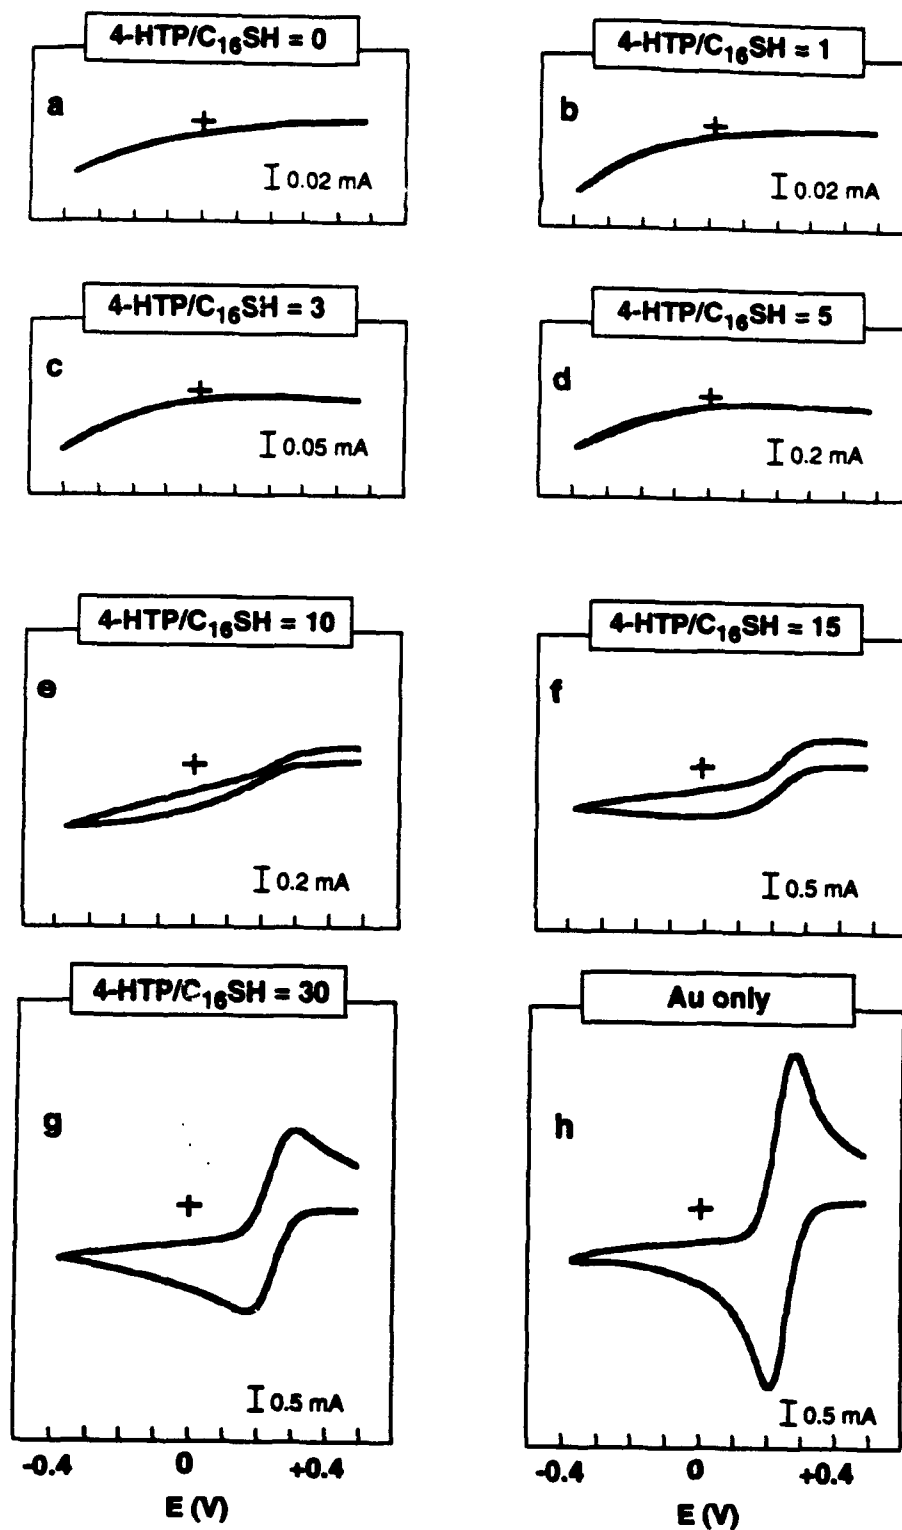 4-HTP/C₁₆SH = 0
a
0.02 mA
4-HTP/C₁₆SH = 1
b
0.02 mA
4-HTP/C₁₆SH = 3
c
0.05 mA
4-HTP/C₁₆SH = 5
d
0.2 mA
4-HTP/C₁₆SH = 10
e
0.2 mA
4-HTP/C₁₆SH = 15
f
0.5 mA
4-HTP/C₁₆SH = 30
g
0.5 mA
-0.4 0 +0.4
E (V)
Au only
h
0.5 mA
-0.4 0 +0.4
E (V)